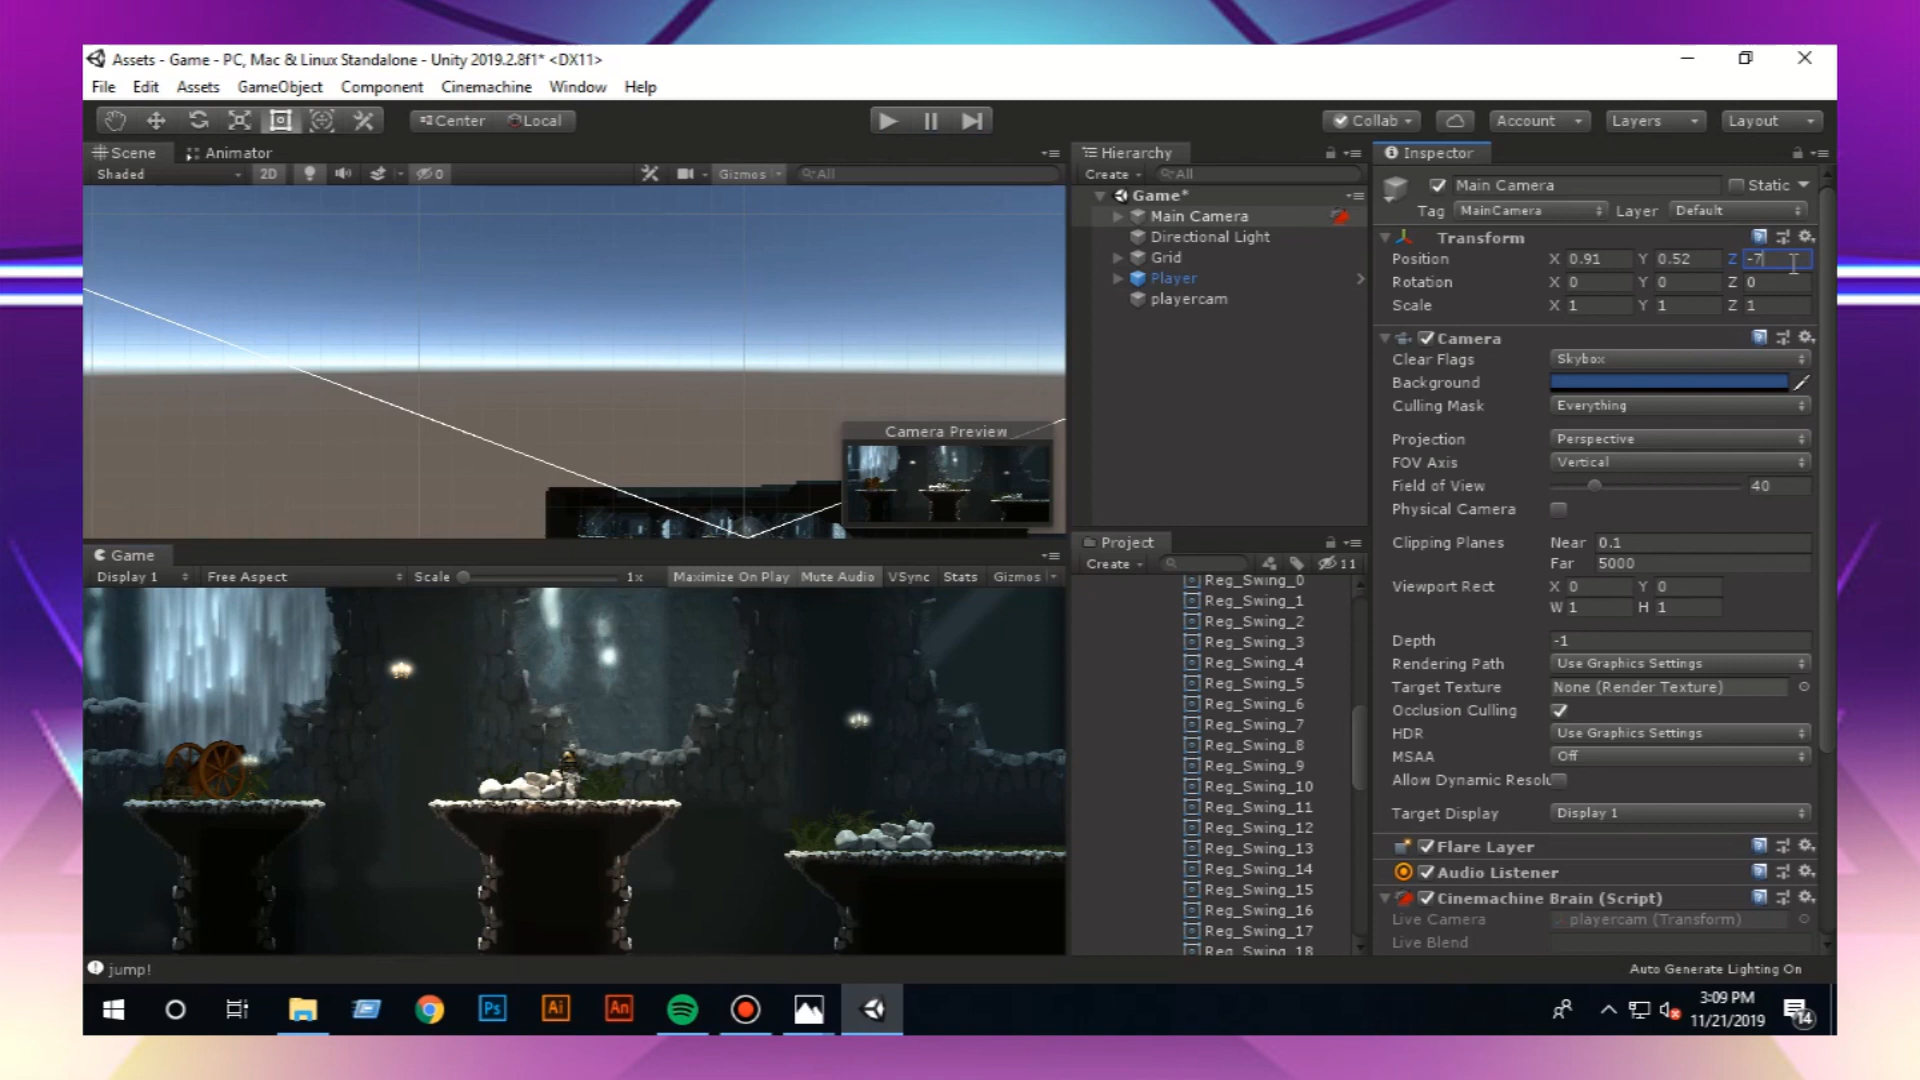 Assets - Game - PC, Mac & Linux Standalone - Unity 2019.2.8f1* <DX11>
File Edit Assets GameObject Component Cinemachine Window Help
Center Local
Collab Account Layers Layout
Scene Animator
Shaded 2D 0 Gizmos All
Camera Preview
Game
Display 1 Free Aspect Scale 1x Maximize On Play Mute Audio VSync Stats Gizmos
Hierarchy
Create All
Game*
Main Camera
Directional Light
Grid
Player
playercam
Project
Create 11
Reg_Swing_0
Reg_Swing_1
Reg_Swing_2
Reg_Swing_3
Reg_Swing_4
Reg_Swing_5
Reg_Swing_6
Reg_Swing_7
Reg_Swing_8
Reg_Swing_9
Reg_Swing_10
Reg_Swing_11
Reg_Swing_12
Reg_Swing_13
Reg_Swing_14
Reg_Swing_15
Reg_Swing_16
Reg_Swing_17
Reg_Swing_18
Inspector
Main Camera Static
Tag MainCamera Layer Default
Transform
Position X 0.91 Y 0.52 Z -7
Rotation X 0 Y 0 Z 0
Scale X 1 Y 1 Z 1
Camera
Clear Flags Skybox
Background
Culling Mask Everything
Projection Perspective
FOV Axis Vertical
Field of View 40
Physical Camera
Clipping Planes Near 0.1
Far 5000
Viewport Rect X 0 Y 0
W 1 H 1
Depth -1
Rendering Path Use Graphics Settings
Target Texture None (Render Texture)
Occlusion Culling
HDR Use Graphics Settings
MSAA Off
Allow Dynamic Resolu
Target Display Display 1
Flare Layer
Audio Listener
Cinemachine Brain (Script)
Live Camera playercam (Transform)
Live Blend
jump!
Auto Generate Lighting On
Ps Ai An
3:09 PM
11/21/2019
14